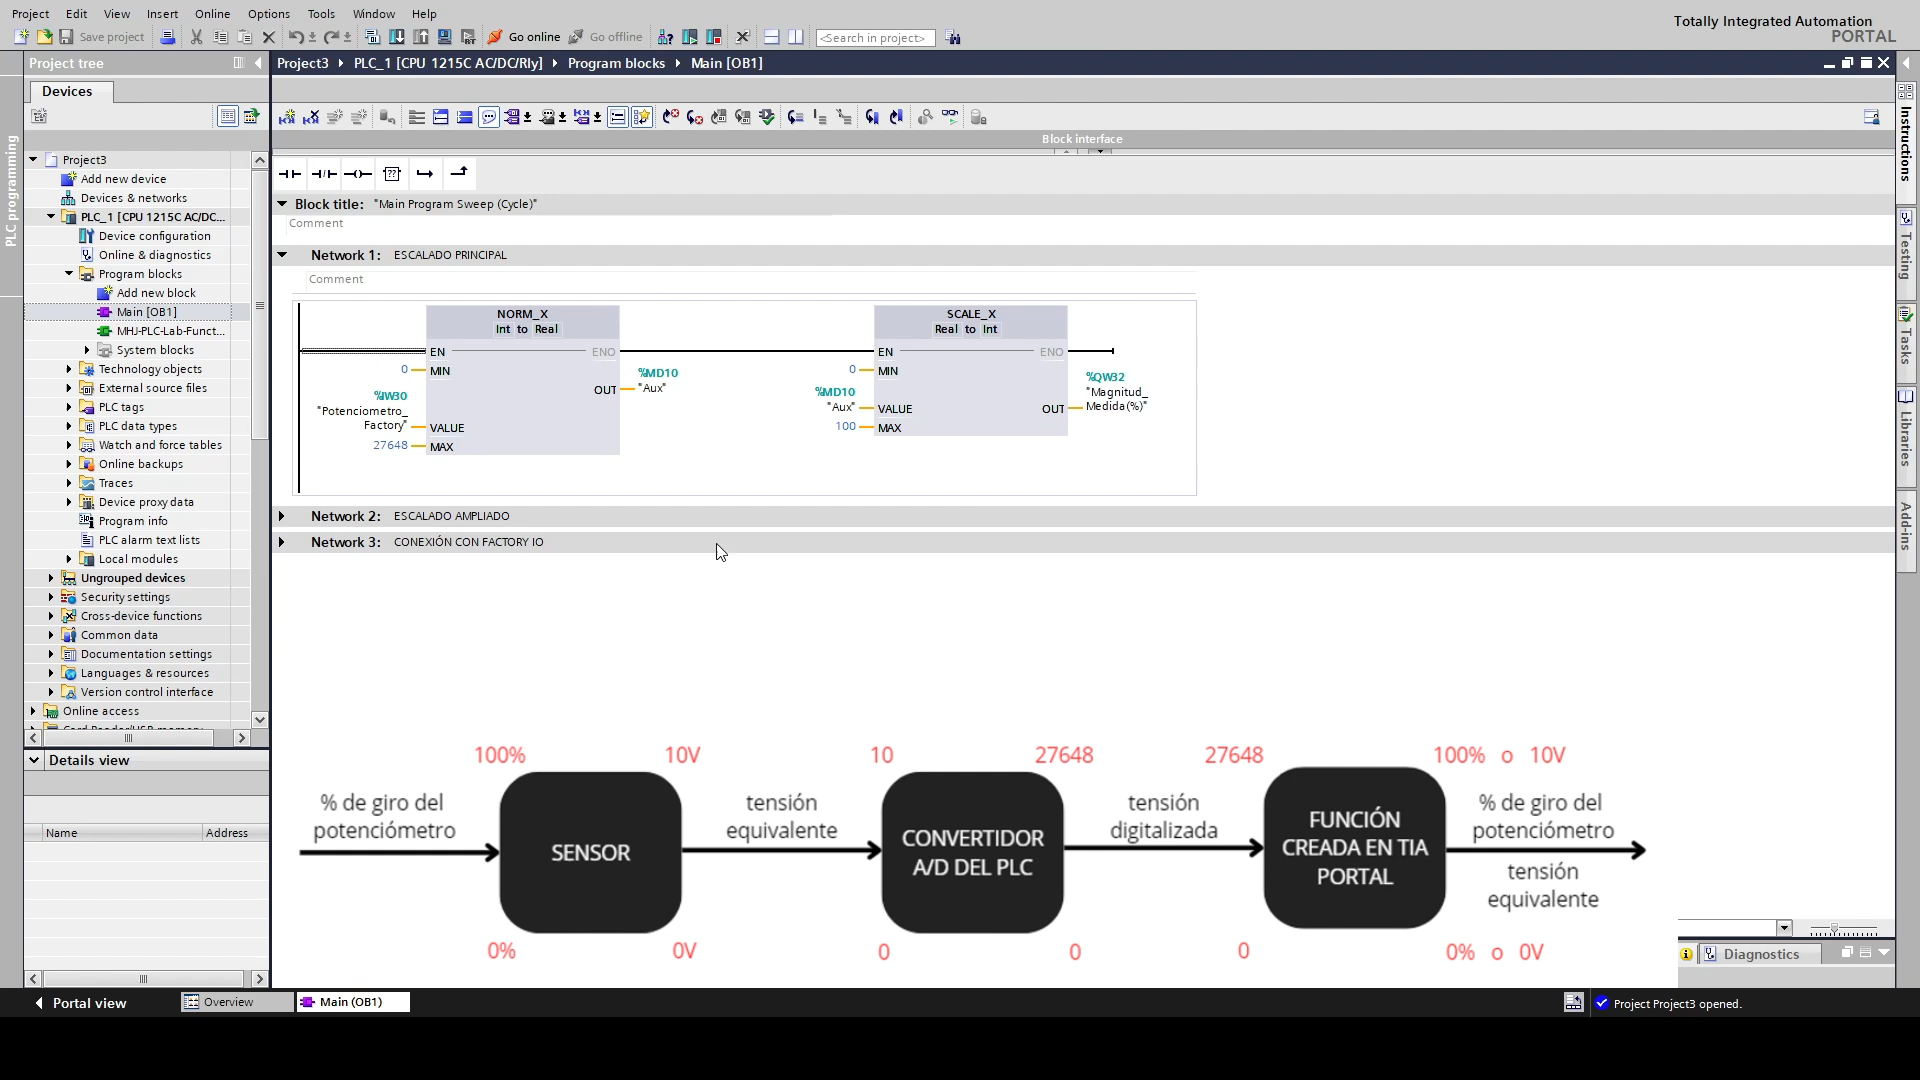 Project Edit View Insert Online Options Tools Window Help
Totally Integrated Automation
PORTAL
Save project
Go online
Go offline
<Search in project>
Project tree
Project3 PLC_1 [CPU 1215C AC/DC/Rly] Program blocks Main [OB1]
Devices
PLC programming
Block interface
Project3
Add new device
Devices & networks
PLC_1 [CPU 1215C AC/DC...
Device configuration
Online & diagnostics
Program blocks
Add new block
Main [OB1]
MHJ-PLC-Lab-Funct...
System blocks
Technology objects
External source files
PLC tags
PLC data types
Watch and force tables
Online backups
Traces
Device proxy data
Program info
PLC alarm text lists
Local modules
Ungrouped devices
Security settings
Cross-device functions
Common data
Documentation settings
Languages & resources
Version control interface
Online access
Details view
Name Address
Block title: "Main Program Sweep (Cycle)"
Comment
Network 1: ESCALADO PRINCIPAL
Comment
NORM_X
Int to Real
EN ENO
0 MIN
%IW30
"Potenciometro_
Factory" VALUE
27648 MAX
OUT
%MD10
"Aux"
SCALE_X
Real to Int
EN ENO
0 MIN
%MD10
"Aux" VALUE
100 MAX
OUT
%QW32
"Magnitud_
Medida(%)"
Network 2: ESCALADO AMPLIADO
Network 3: CONEXIÓN CON FACTORY IO
100% 10V 10 27648 27648 100% o 10V
% de giro del
potenciómetro
SENSOR
tensión
equivalente
CONVERTIDOR
A/D DEL PLC
tensión
digitalizada
FUNCIÓN
CREADA EN TIA
PORTAL
% de giro del
potenciómetro
tensión
equivalente
0% 0V 0 0 0 0% o 0V
Instructions
Testing
Tasks
Libraries
Add-ins
Diagnostics
Portal view
Overview
Main (OB1)
Project Project3 opened.